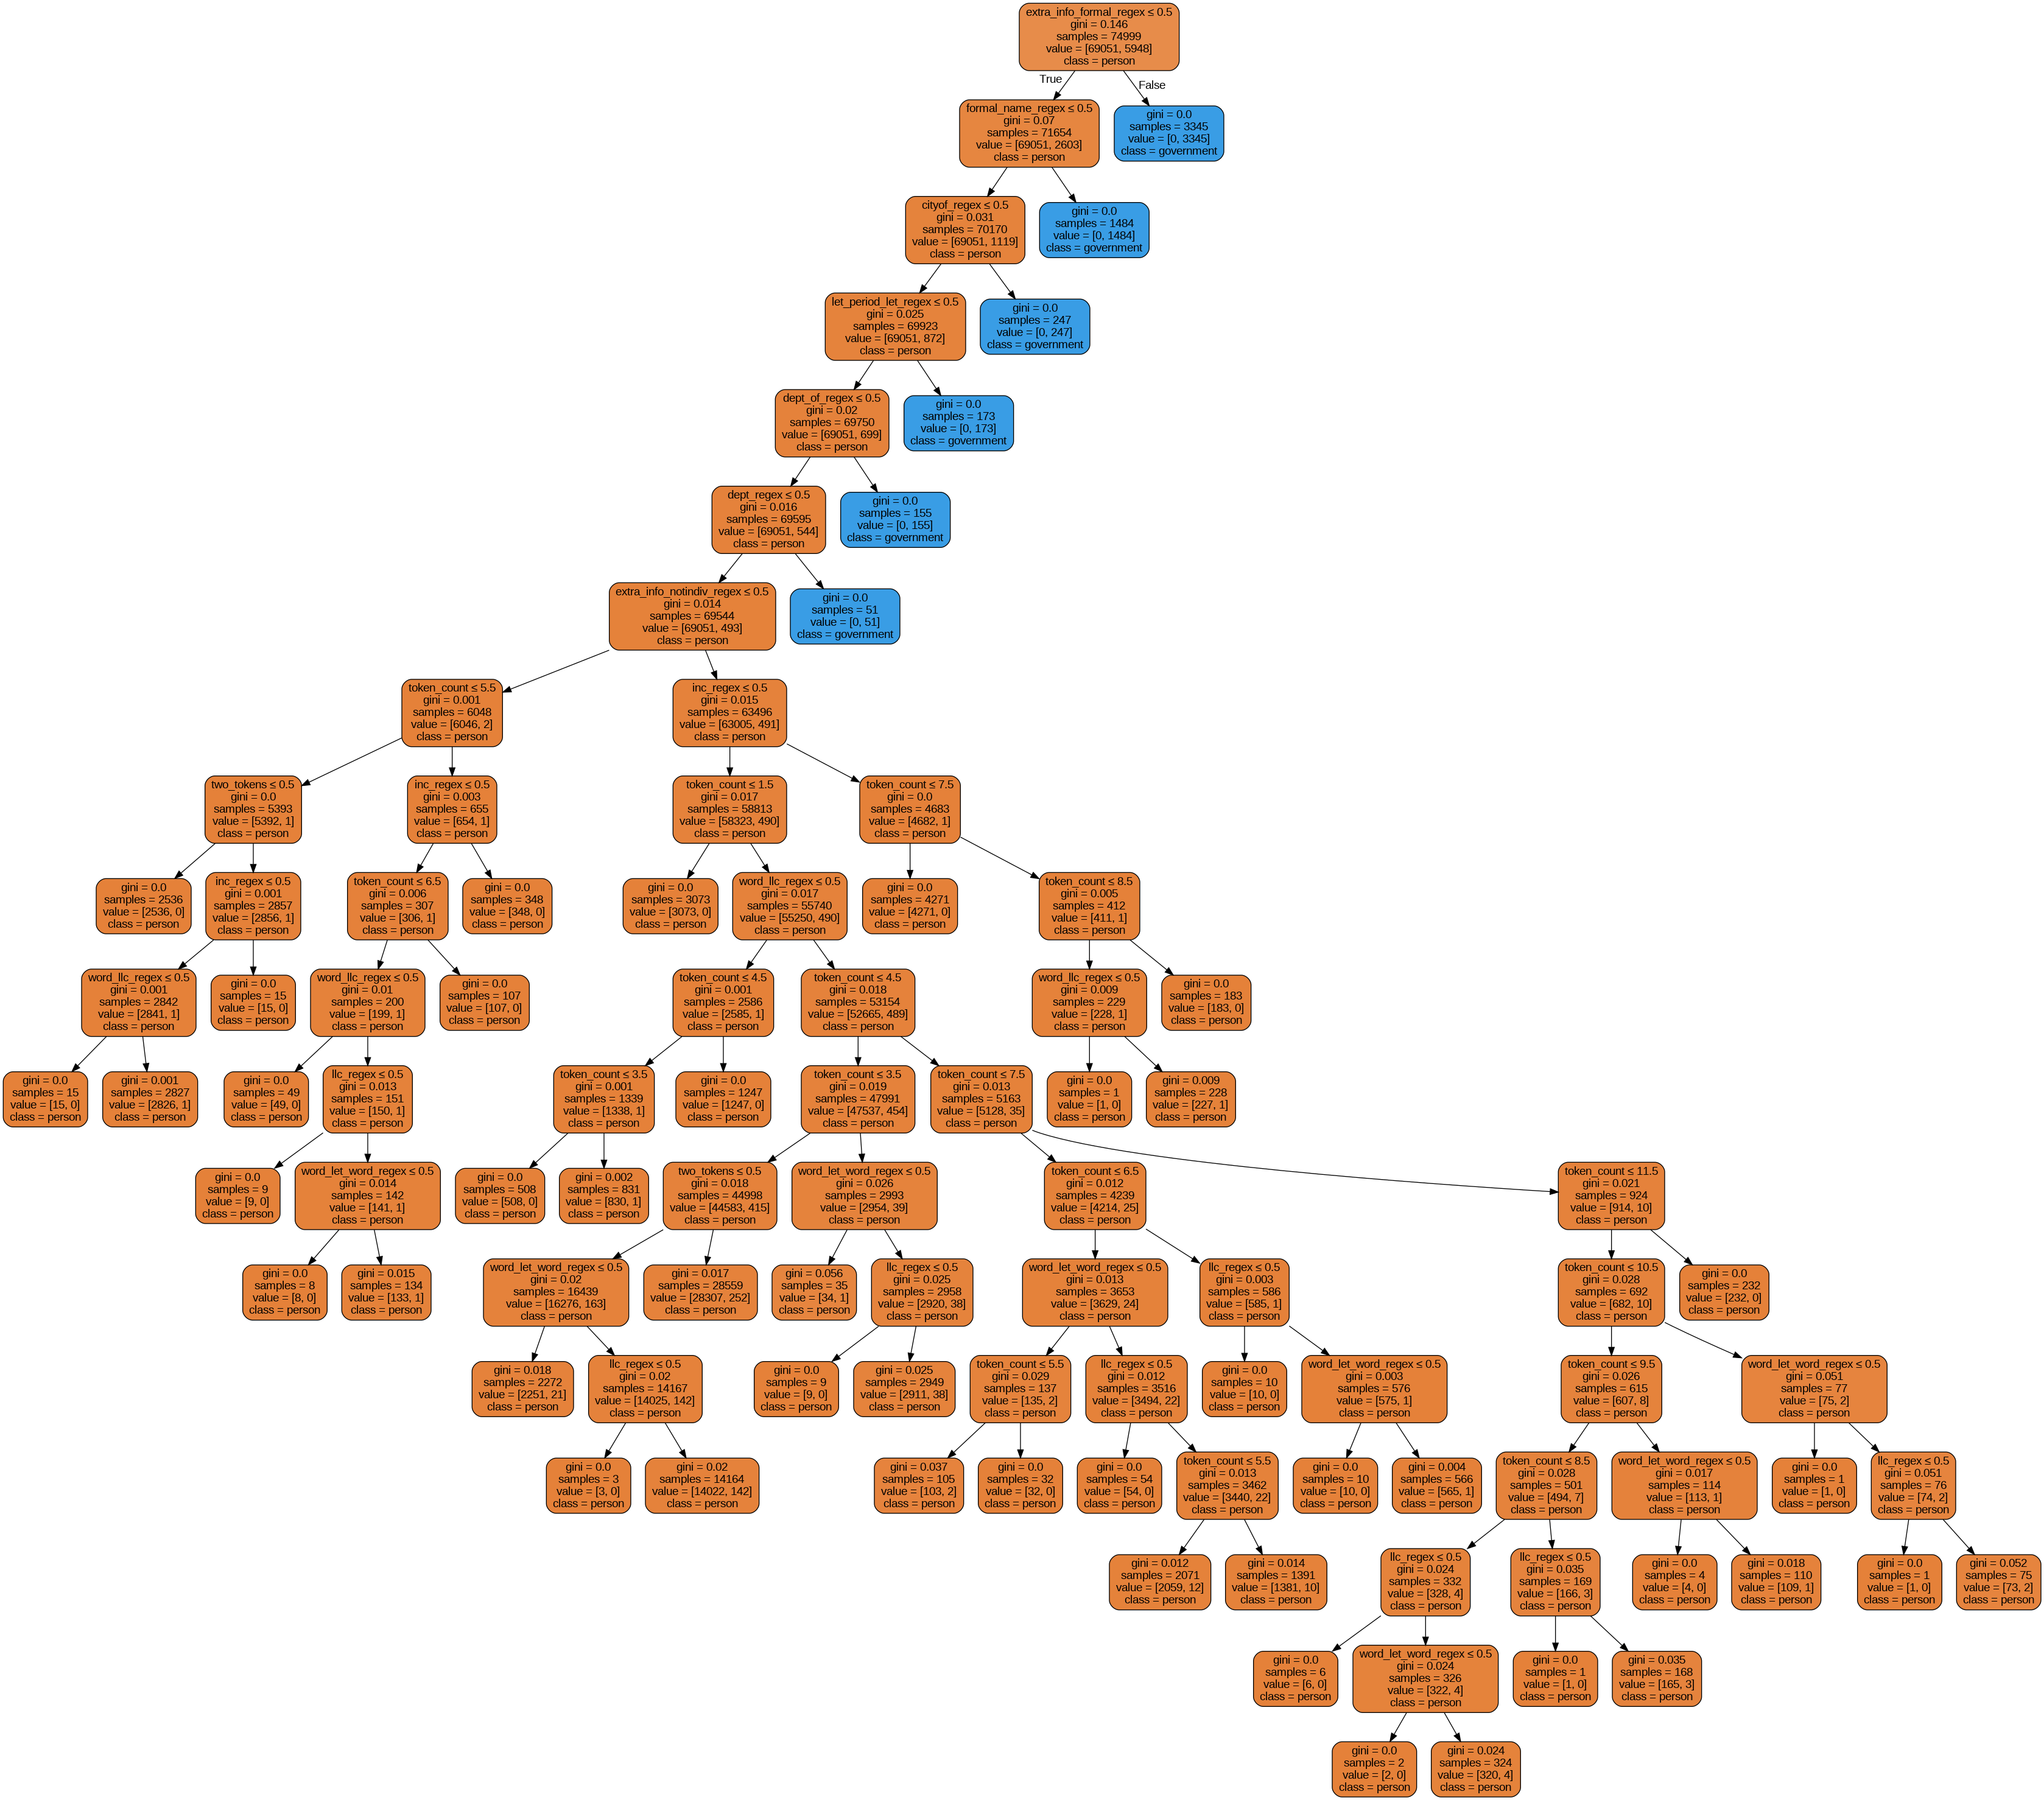 extra_info_formal_regex ≤ 0.5
gini = 0.146
samples = 74999
value = [69051, 5948]
class = person
True
False
formal_name_regex ≤ 0.5
gini = 0.07
samples = 71654
value = [69051, 2603]
class = person
gini = 0.0
samples = 3345
value = [0, 3345]
class = government
cityof_regex ≤ 0.5
gini = 0.031
samples = 70170
value = [69051, 1119]
class = person
gini = 0.0
samples = 1484
value = [0, 1484]
class = government
let_period_let_regex ≤ 0.5
gini = 0.025
samples = 69923
value = [69051, 872]
class = person
gini = 0.0
samples = 247
value = [0, 247]
class = government
dept_of_regex ≤ 0.5
gini = 0.02
samples = 69750
value = [69051, 699]
class = person
gini = 0.0
samples = 173
value = [0, 173]
class = government
dept_regex ≤ 0.5
gini = 0.016
samples = 69595
value = [69051, 544]
class = person
gini = 0.0
samples = 155
value = [0, 155]
class = government
extra_info_notindiv_regex ≤ 0.5
gini = 0.014
samples = 69544
value = [69051, 493]
class = person
gini = 0.0
samples = 51
value = [0, 51]
class = government
token_count ≤ 5.5
gini = 0.001
samples = 6048
value = [6046, 2]
class = person
inc_regex ≤ 0.5
gini = 0.015
samples = 63496
value = [63005, 491]
class = person
two_tokens ≤ 0.5
gini = 0.0
samples = 5393
value = [5392, 1]
class = person
inc_regex ≤ 0.5
gini = 0.003
samples = 655
value = [654, 1]
class = person
token_count ≤ 1.5
gini = 0.017
samples = 58813
value = [58323, 490]
class = person
token_count ≤ 7.5
gini = 0.0
samples = 4683
value = [4682, 1]
class = person
gini = 0.0
samples = 2536
value = [2536, 0]
class = person
inc_regex ≤ 0.5
gini = 0.001
samples = 2857
value = [2856, 1]
class = person
token_count ≤ 6.5
gini = 0.006
samples = 307
value = [306, 1]
class = person
gini = 0.0
samples = 348
value = [348, 0]
class = person
gini = 0.0
samples = 3073
value = [3073, 0]
class = person
word_llc_regex ≤ 0.5
gini = 0.017
samples = 55740
value = [55250, 490]
class = person
gini = 0.0
samples = 4271
value = [4271, 0]
class = person
token_count ≤ 8.5
gini = 0.005
samples = 412
value = [411, 1]
class = person
word_llc_regex ≤ 0.5
gini = 0.001
samples = 2842
value = [2841, 1]
class = person
gini = 0.0
samples = 15
value = [15, 0]
class = person
word_llc_regex ≤ 0.5
gini = 0.01
samples = 200
value = [199, 1]
class = person
gini = 0.0
samples = 107
value = [107, 0]
class = person
token_count ≤ 4.5
gini = 0.001
samples = 2586
value = [2585, 1]
class = person
token_count ≤ 4.5
gini = 0.018
samples = 53154
value = [52665, 489]
class = person
word_llc_regex ≤ 0.5
gini = 0.009
samples = 229
value = [228, 1]
class = person
gini = 0.0
samples = 183
value = [183, 0]
class = person
gini = 0.0
samples = 15
value = [15, 0]
class = person
gini = 0.001
samples = 2827
value = [2826, 1]
class = person
gini = 0.0
samples = 49
value = [49, 0]
class = person
llc_regex ≤ 0.5
gini = 0.013
samples = 151
value = [150, 1]
class = person
token_count ≤ 3.5
gini = 0.001
samples = 1339
value = [1338, 1]
class = person
gini = 0.0
samples = 1247
value = [1247, 0]
class = person
token_count ≤ 3.5
gini = 0.019
samples = 47991
value = [47537, 454]
class = person
token_count ≤ 7.5
gini = 0.013
samples = 5163
value = [5128, 35]
class = person
gini = 0.0
samples = 1
value = [1, 0]
class = person
gini = 0.009
samples = 228
value = [227, 1]
class = person
gini = 0.0
samples = 9
value = [9, 0]
class = person
word_let_word_regex ≤ 0.5
gini = 0.014
samples = 142
value = [141, 1]
class = person
gini = 0.0
samples = 508
value = [508, 0]
class = person
gini = 0.002
samples = 831
value = [830, 1]
class = person
two_tokens ≤ 0.5
gini = 0.018
samples = 44998
value = [44583, 415]
class = person
word_let_word_regex ≤ 0.5
gini = 0.026
samples = 2993
value = [2954, 39]
class = person
token_count ≤ 6.5
gini = 0.012
samples = 4239
value = [4214, 25]
class = person
token_count ≤ 11.5
gini = 0.021
samples = 924
value = [914, 10]
class = person
gini = 0.0
samples = 8
value = [8, 0]
class = person
gini = 0.015
samples = 134
value = [133, 1]
class = person
word_let_word_regex ≤ 0.5
gini = 0.02
samples = 16439
value = [16276, 163]
class = person
gini = 0.017
samples = 28559
value = [28307, 252]
class = person
gini = 0.056
samples = 35
value = [34, 1]
class = person
llc_regex ≤ 0.5
gini = 0.025
samples = 2958
value = [2920, 38]
class = person
word_let_word_regex ≤ 0.5
gini = 0.013
samples = 3653
value = [3629, 24]
class = person
llc_regex ≤ 0.5
gini = 0.003
samples = 586
value = [585, 1]
class = person
token_count ≤ 10.5
gini = 0.028
samples = 692
value = [682, 10]
class = person
gini = 0.0
samples = 232
value = [232, 0]
class = person
gini = 0.018
samples = 2272
value = [2251, 21]
class = person
llc_regex ≤ 0.5
gini = 0.02
samples = 14167
value = [14025, 142]
class = person
gini = 0.0
samples = 9
value = [9, 0]
class = person
gini = 0.025
samples = 2949
value = [2911, 38]
class = person
token_count ≤ 5.5
gini = 0.029
samples = 137
value = [135, 2]
class = person
llc_regex ≤ 0.5
gini = 0.012
samples = 3516
value = [3494, 22]
class = person
gini = 0.0
samples = 10
value = [10, 0]
class = person
word_let_word_regex ≤ 0.5
gini = 0.003
samples = 576
value = [575, 1]
class = person
token_count ≤ 9.5
gini = 0.026
samples = 615
value = [607, 8]
class = person
word_let_word_regex ≤ 0.5
gini = 0.051
samples = 77
value = [75, 2]
class = person
gini = 0.0
samples = 3
value = [3, 0]
class = person
gini = 0.02
samples = 14164
value = [14022, 142]
class = person
gini = 0.037
samples = 105
value = [103, 2]
class = person
gini = 0.0
samples = 32
value = [32, 0]
class = person
gini = 0.0
samples = 54
value = [54, 0]
class = person
token_count ≤ 5.5
gini = 0.013
samples = 3462
value = [3440, 22]
class = person
gini = 0.0
samples = 10
value = [10, 0]
class = person
gini = 0.004
samples = 566
value = [565, 1]
class = person
token_count ≤ 8.5
gini = 0.028
samples = 501
value = [494, 7]
class = person
word_let_word_regex ≤ 0.5
gini = 0.017
samples = 114
value = [113, 1]
class = person
gini = 0.0
samples = 1
value = [1, 0]
class = person
llc_regex ≤ 0.5
gini = 0.051
samples = 76
value = [74, 2]
class = person
gini = 0.012
samples = 2071
value = [2059, 12]
class = person
gini = 0.014
samples = 1391
value = [1381, 10]
class = person
llc_regex ≤ 0.5
gini = 0.024
samples = 332
value = [328, 4]
class = person
llc_regex ≤ 0.5
gini = 0.035
samples = 169
value = [166, 3]
class = person
gini = 0.0
samples = 4
value = [4, 0]
class = person
gini = 0.018
samples = 110
value = [109, 1]
class = person
gini = 0.0
samples = 1
value = [1, 0]
class = person
gini = 0.052
samples = 75
value = [73, 2]
class = person
gini = 0.0
samples = 6
value = [6, 0]
class = person
word_let_word_regex ≤ 0.5
gini = 0.024
samples = 326
value = [322, 4]
class = person
gini = 0.0
samples = 1
value = [1, 0]
class = person
gini = 0.035
samples = 168
value = [165, 3]
class = person
gini = 0.0
samples = 2
value = [2, 0]
class = person
gini = 0.024
samples = 324
value = [320, 4]
class = person